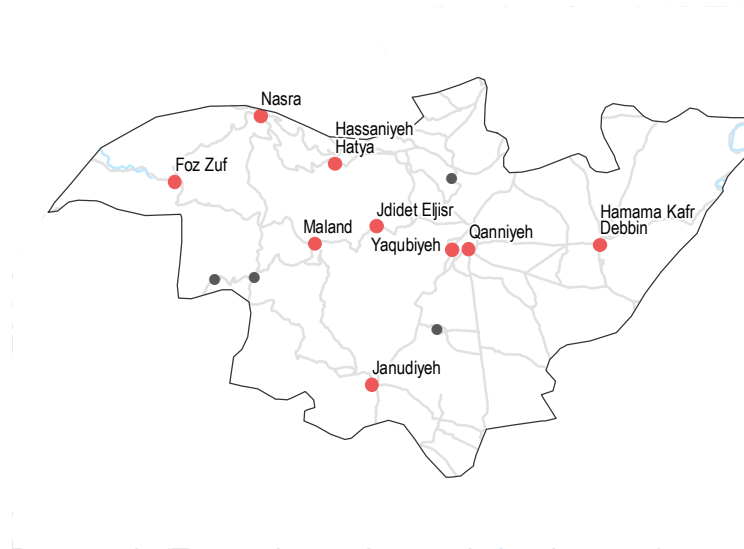 Nasra
Hassaniyeh
Hatya
Foz Zuf
Jdidet Eljisr
Maland
Yaqubiyeh
Qanniyeh
Hamama Kafr
Debbin
Janudiyeh